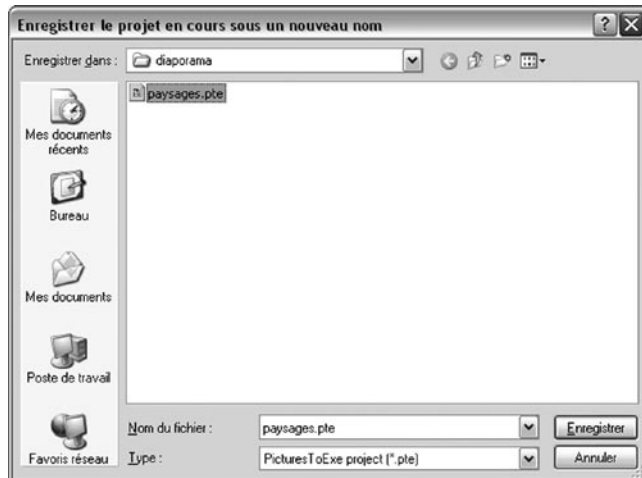 Enregistrer le projet en cours sous un nouveau nom
Enregistrer dans : diaporama
paysages.pte
Mes documents
récents
Bureau
Mes documents
Poste de travail
Favoris réseau
Nom du fichier : paysages.pte Enregistrer
Type : PicturesToExe project (*.pte) Annuler